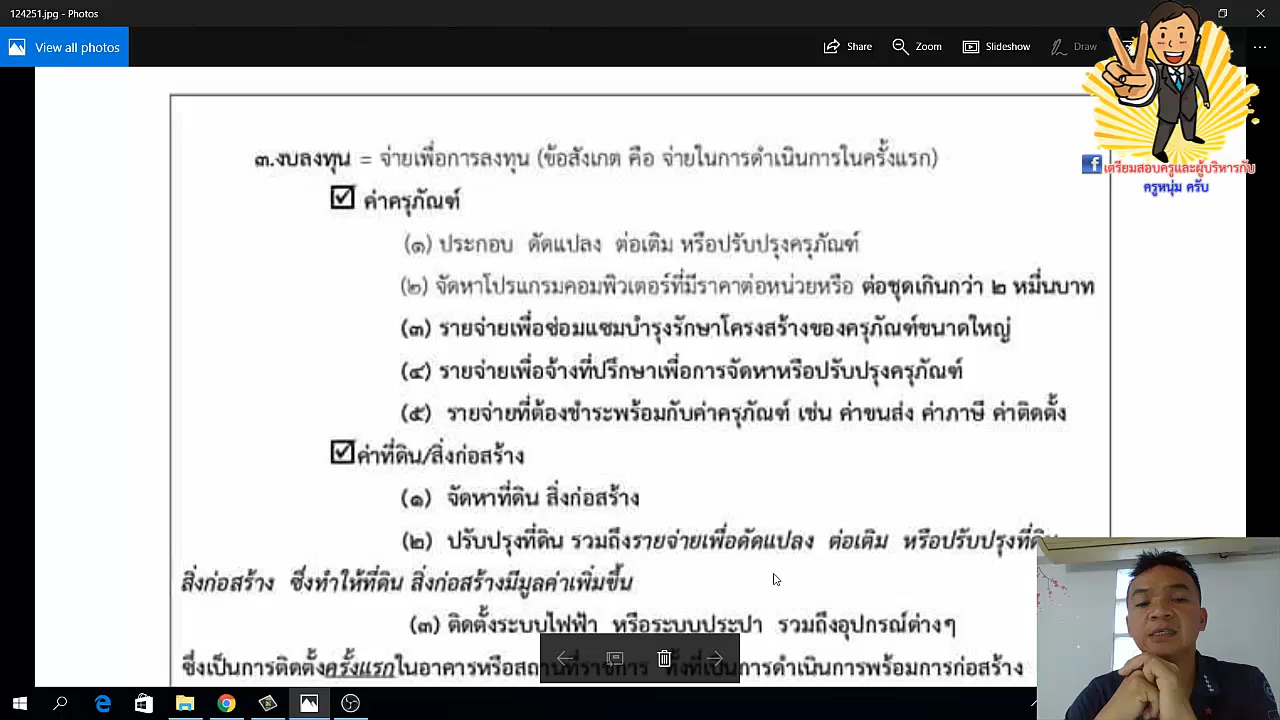 124251.jpg - Photos
View all photos
Share
Zoom
Slideshow
Draw
๓.งบลงทุน = จ่ายเพื่อการลงทุน (ข้อสังเกต คือ จ่ายในการดำเนินการในครั้งแรก)
ค่าครุภัณฑ์
(๑) ประกอบ ดัดแปลง ต่อเติม หรือปรับปรุงครุภัณฑ์
(๒) จัดหาโปรแกรมคอมพิวเตอร์ที่มีราคาต่อหน่วยหรือ ต่อชุดเกินกว่า ๒ หมื่นบาท
(๓) รายจ่ายเพื่อซ่อมแซมบำรุงรักษาโครงสร้างของครุภัณฑ์ขนาดใหญ่
(๔) รายจ่ายเพื่อจ้างที่ปรึกษาเพื่อการจัดหาหรือปรับปรุงครุภัณฑ์
(๕) รายจ่ายที่ต้องชำระพร้อมกับค่าครุภัณฑ์ เช่น ค่าขนส่ง ค่าภาษี ค่าติดตั้ง
ค่าที่ดิน/สิ่งก่อสร้าง
(๑) จัดหาที่ดิน สิ่งก่อสร้าง
(๒) ปรับปรุงที่ดิน รวมถึงรายจ่ายเพื่อดัดแปลง ต่อเติม หรือปรับปรุงที่ดิน
สิ่งก่อสร้าง ซึ่งทำให้ที่ดิน สิ่งก่อสร้างมีมูลค่าเพิ่มขึ้น
(๓) ติดตั้งระบบไฟฟ้า หรือระบบประปา รวมถึงอุปกรณ์ต่างๆ
ซึ่งเป็นการติดตั้งครั้งแรกในอาคารหรือสถานที่ราชการ ทั้งที่เป็นการดำเนินการพร้อมการก่อสร้าง
f เตรียมสอบครูและผู้บริหารกับ
ครูหนุ่ม ครับ